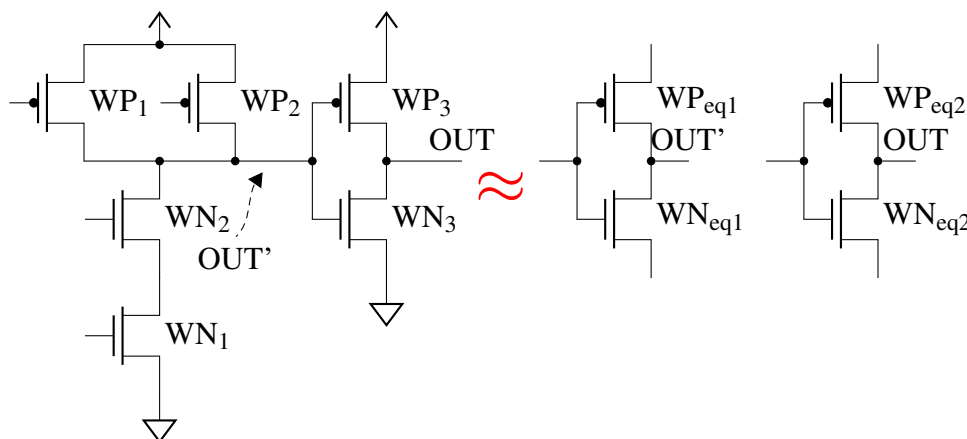 WP₁
WP₂
WP₃
WPeq1
WPeq2
OUT
OUT’
OUT
≈
WN₂
WN₃
WNeq1
WNeq2
OUT’
WN₁